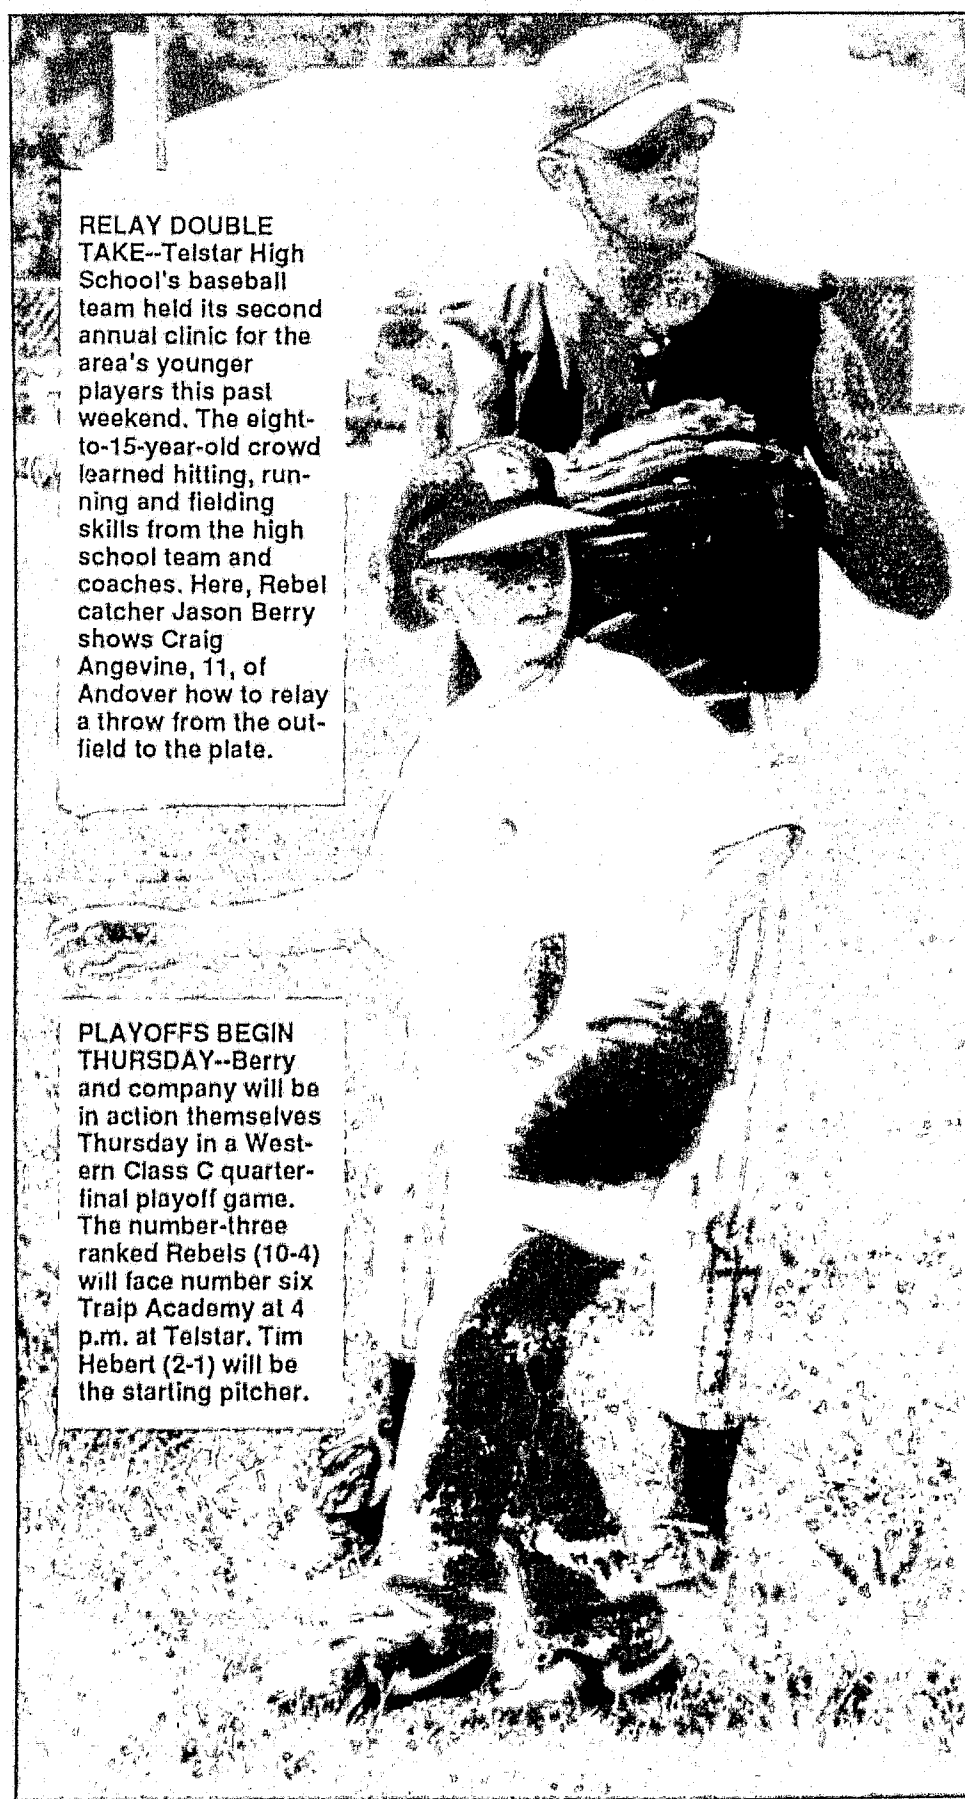 RELAY DOUBLE
TAKE--Telstar High
School's baseball
team held its second
annual clinic for the
area's younger
players this past
weekend. The eight-
to-15-year-old crowd
learned hitting, run-
ning and fielding
skills from the high
school team and
coaches. Here, Rebel
catcher Jason Berry
shows Craig
Angevine, 11, of
Andover how to relay
a throw from the out-
field to the plate.
PLAYOFFS BEGIN
THURSDAY--Berry
and company will be
in action themselves
Thursday in a West-
ern Class C quarter-
final playoff game.
The number-three
ranked Rebels (10-4)
will face number six
Traip Academy at 4
p.m. at Telstar. Tim
Hebert (2-1) will be
the starting pitcher.